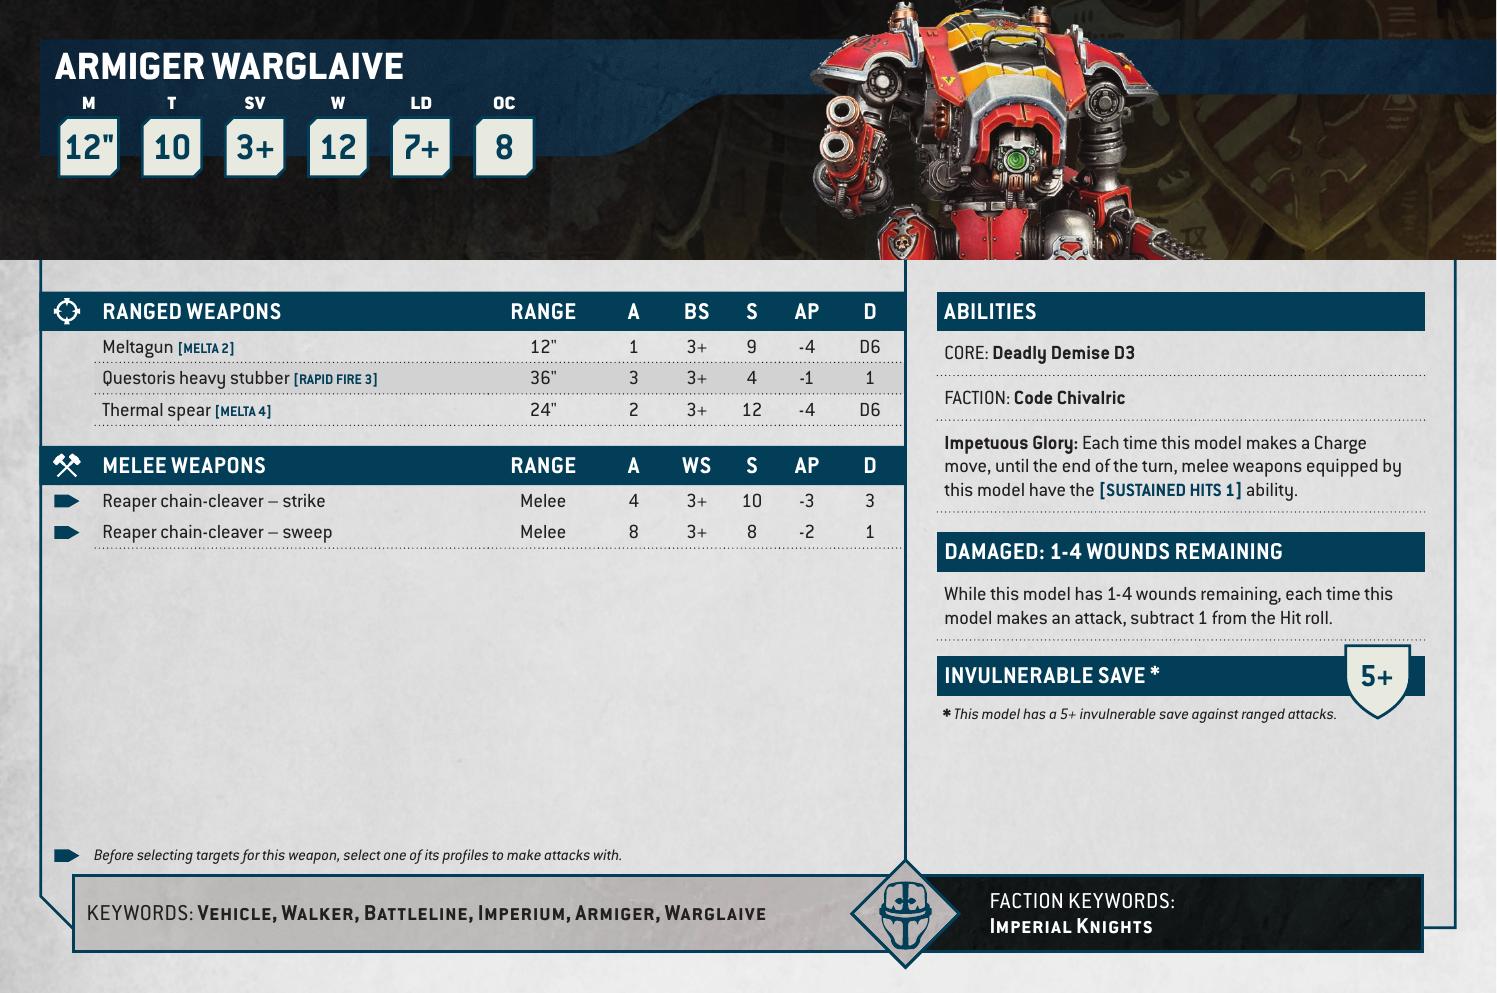 ARMIGER WARGLAIVE
M T SV W LD OC
12" 10 3+ 12 7+ 8
RANGED WEAPONS RANGE A BS S AP D
Meltagun [MELTA 2] 12" 1 3+ 9 -4 D6
Questoris heavy stubber [RAPID FIRE 3] 36" 3 3+ 4 -1 1
Thermal spear [MELTA 4] 24" 2 3+ 12 -4 D6
MELEE WEAPONS RANGE A WS S AP D
Reaper chain-cleaver – strike Melee 4 3+ 10 -3 3
Reaper chain-cleaver – sweep Melee 8 3+ 8 -2 1
Before selecting targets for this weapon, select one of its profiles to make attacks with.
ABILITIES
CORE: Deadly Demise D3
FACTION: Code Chivalric
Impetuous Glory: Each time this model makes a Charge
move, until the end of the turn, melee weapons equipped by
this model have the [SUSTAINED HITS 1] ability.
DAMAGED: 1-4 WOUNDS REMAINING
While this model has 1-4 wounds remaining, each time this
model makes an attack, subtract 1 from the Hit roll.
INVULNERABLE SAVE * 5+
* This model has a 5+ invulnerable save against ranged attacks.
KEYWORDS: VEHICLE, WALKER, BATTLELINE, IMPERIUM, ARMIGER, WARGLAIVE
FACTION KEYWORDS:
IMPERIAL KNIGHTS